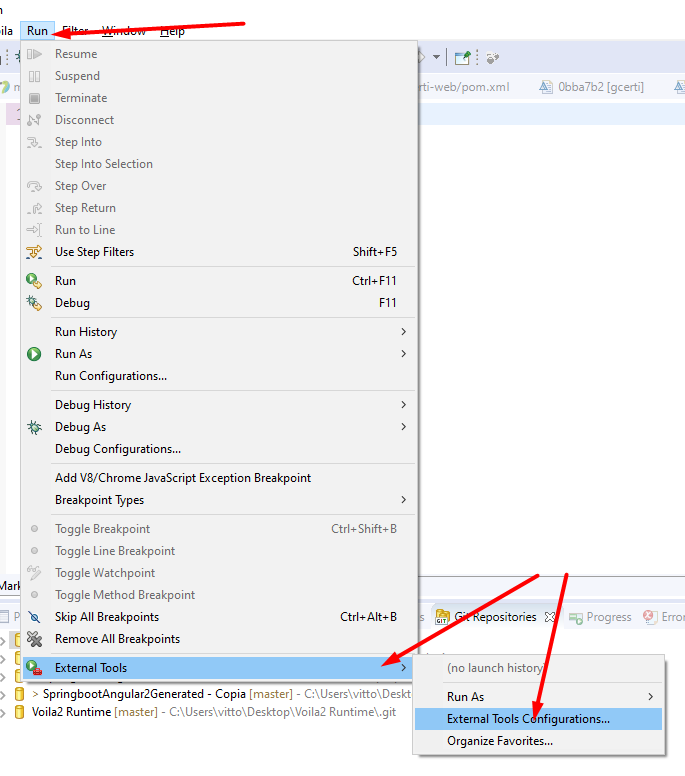 Run Filter Window Help
Resume
rti-web/pom.xml 0bba7b2 [gcerti]
Suspend
Terminate
Disconnect
Step Into
Step Into Selection
Step Over
Step Return
Run to Line
Use Step Filters Shift+F5
Run Ctrl+F11
Debug F11
Run History
Run As
Run Configurations...
Debug History
Debug As
Debug Configurations...
Add V8/Chrome JavaScript Exception Breakpoint
Breakpoint Types
Toggle Breakpoint Ctrl+Shift+B
Toggle Line Breakpoint
Toggle Watchpoint
Mark
Toggle Method Breakpoint
Skip All Breakpoints Ctrl+Alt+B
GIT Git Repositories Progress Error
Remove All Breakpoints
External Tools
(no launch history)
> SpringbootAngular2Generated - Copia [master] - C:\Users\vitto\Deskt
Run As
Voila2 Runtime [master] - C:\Users\vitto\Desktop\Voila2 Runtime\.git
External Tools Configurations...
Organize Favorites...